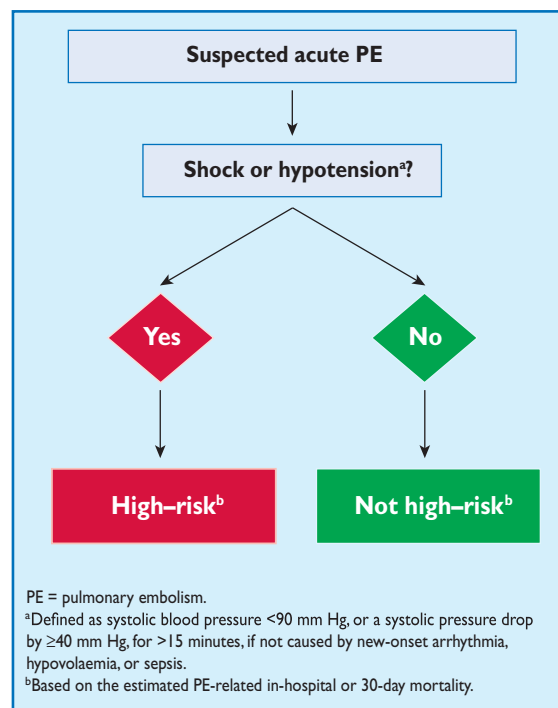 Suspected acute PE
Shock or hypotensionᵃ?
Yes
No
High–riskᵇ
Not high–riskᵇ
PE = pulmonary embolism.
ᵃDefined as systolic blood pressure <90 mm Hg, or a systolic pressure drop
by ≥40 mm Hg, for >15 minutes, if not caused by new-onset arrhythmia,
hypovolaemia, or sepsis.
ᵇBased on the estimated PE-related in-hospital or 30-day mortality.